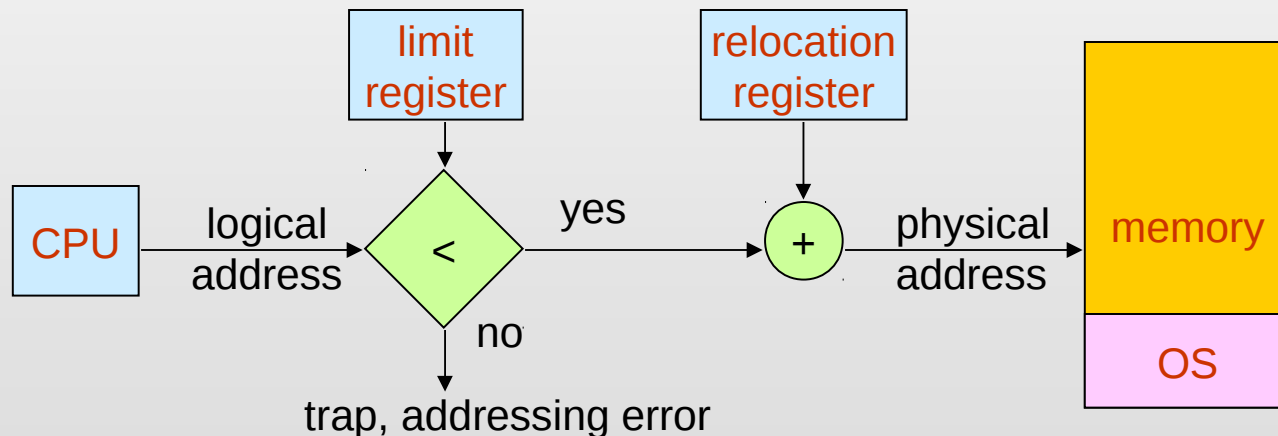 limit
register
relocation
register
CPU
logical
address
<
yes
+
physical
address
memory
no
OS
trap, addressing error